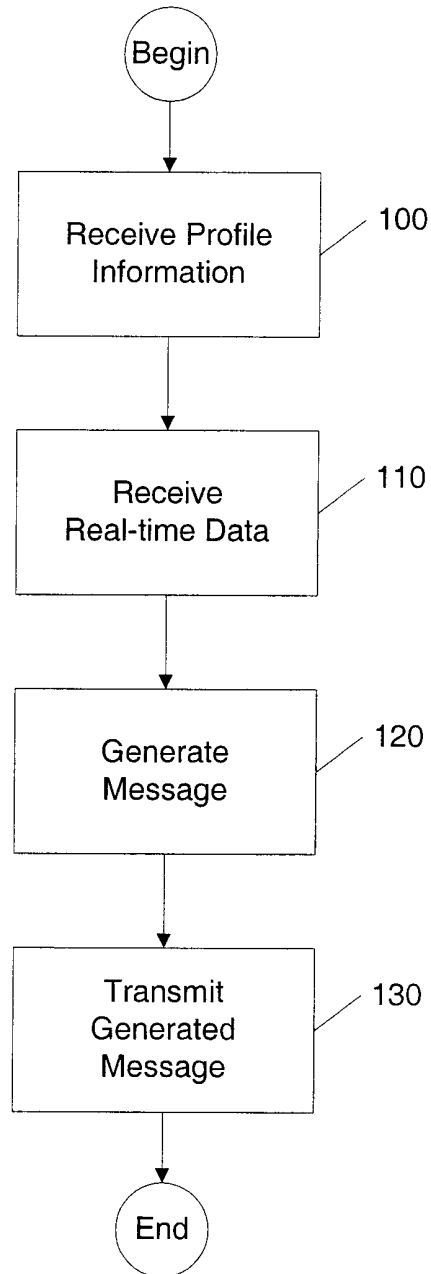 Begin
Receive Profile
Information
100
Receive
Real-time Data
110
Generate
Message
120
Transmit
Generated
Message
130
End